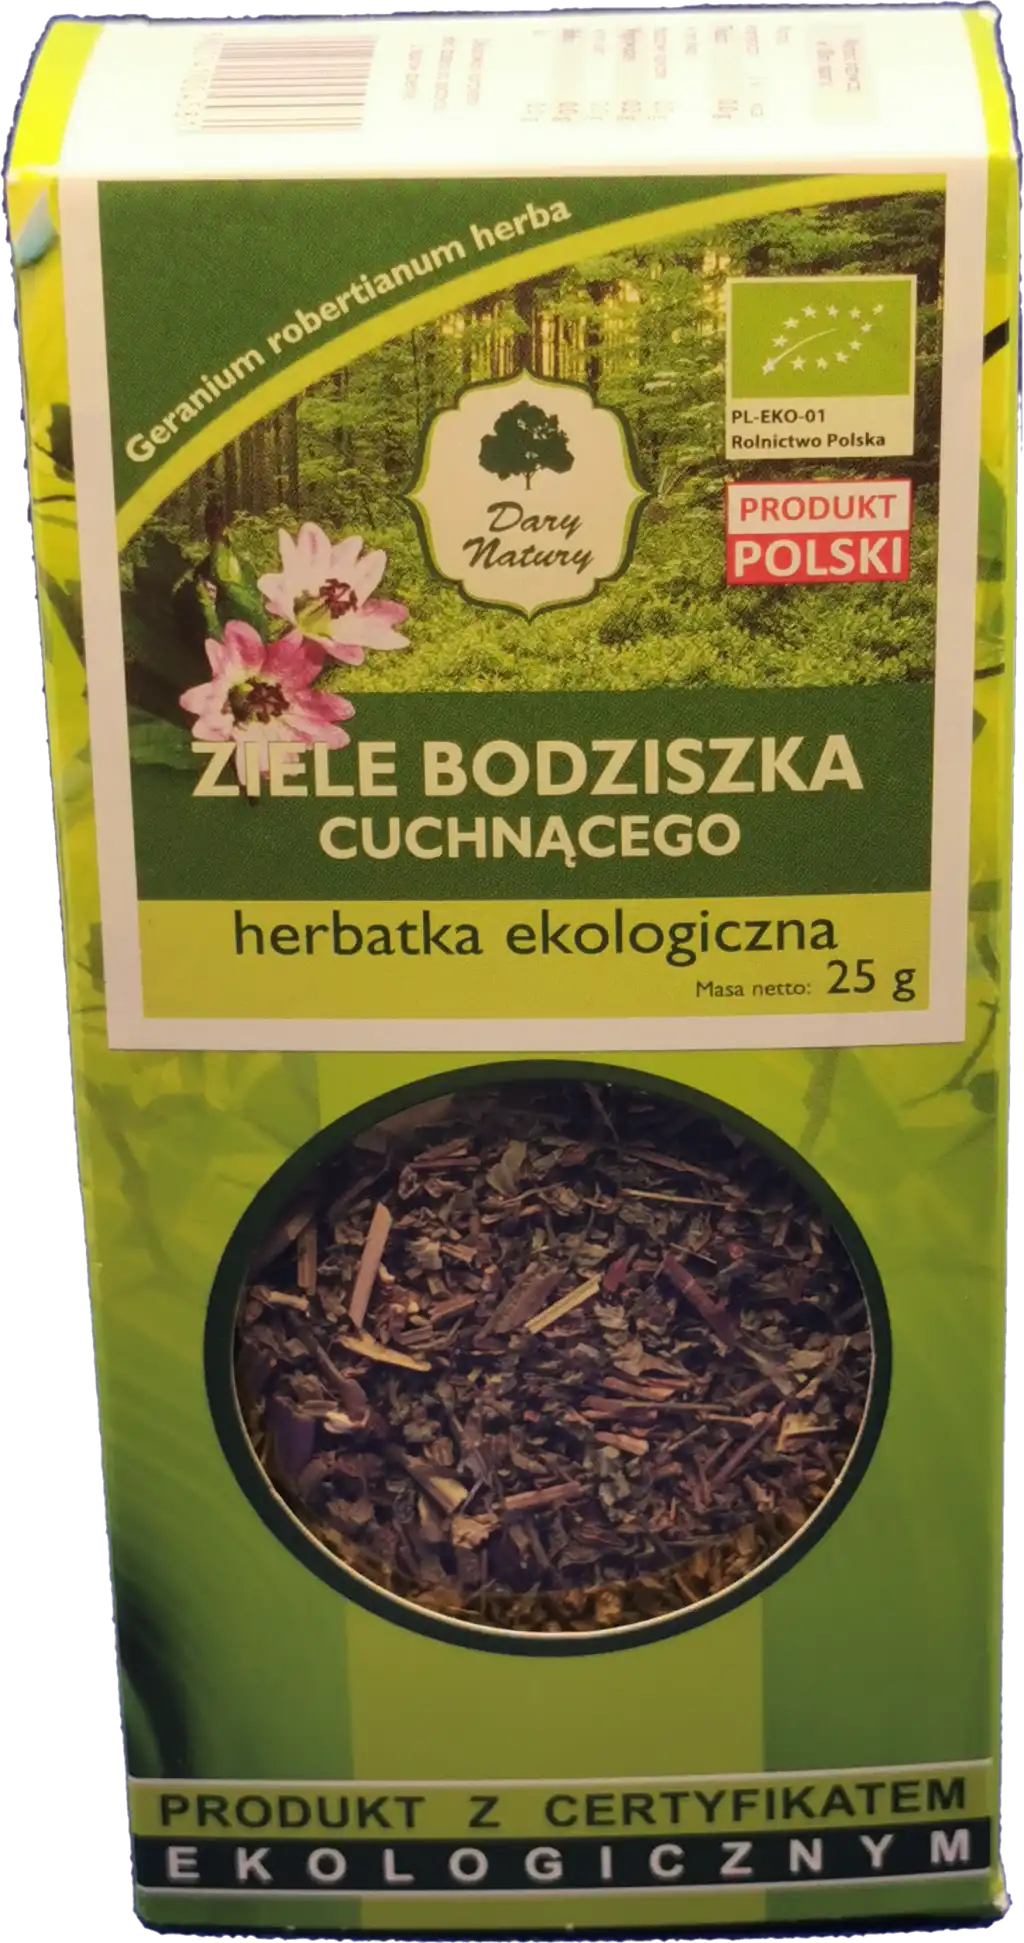 Geranium robertianum herba
PL-EKO-01
Rolnictwo Polska
PRODUKT
POLSKI
Dary
Natury
ZIELE BODZISZKA
CUCHNĄCEGO
herbatka ekologiczna
Masa netto: 25 g
PRODUKT Z CERTYFIKATEM
EKOLOGICZNYM